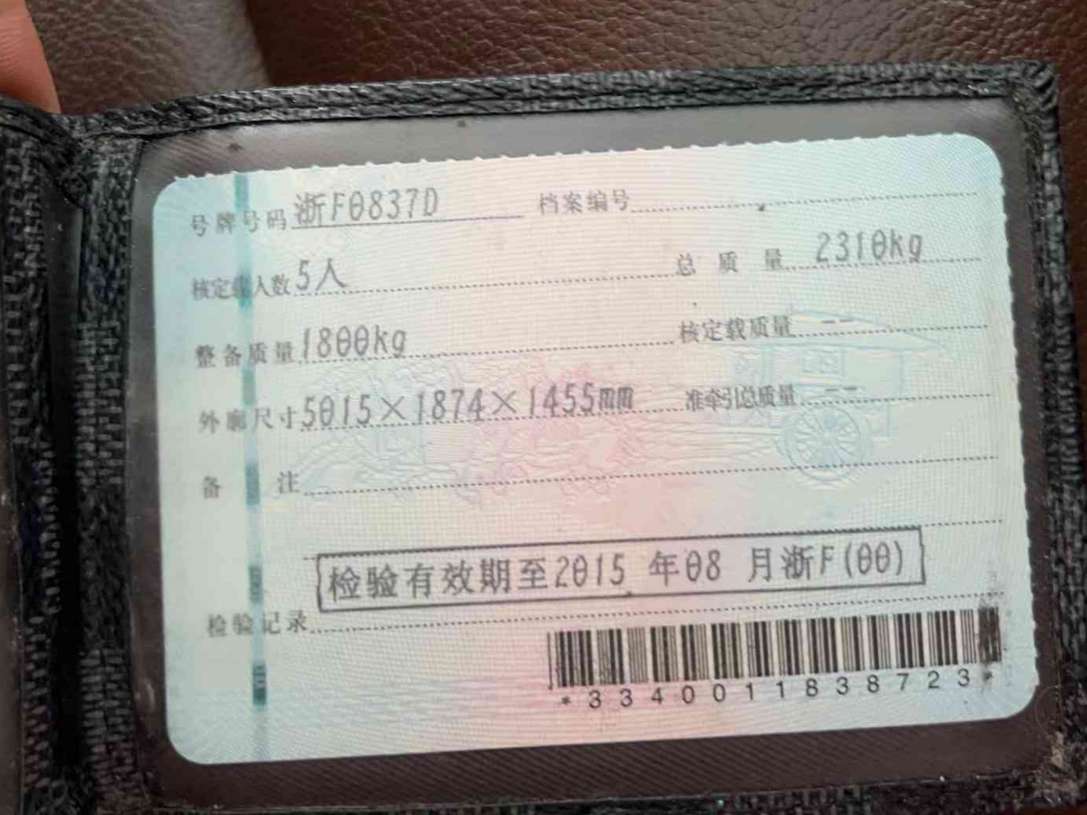 号牌号码 浙F0837D 档案编号
核定载人数 5人 总质量 2310kg
整备质量 1800kg 核定载质量 --
外廓尺寸 5015×1874×1455mm 准牵引总质量 --
备注
检验有效期至2015 年08 月浙F(00)
检验记录
*3340011838723*